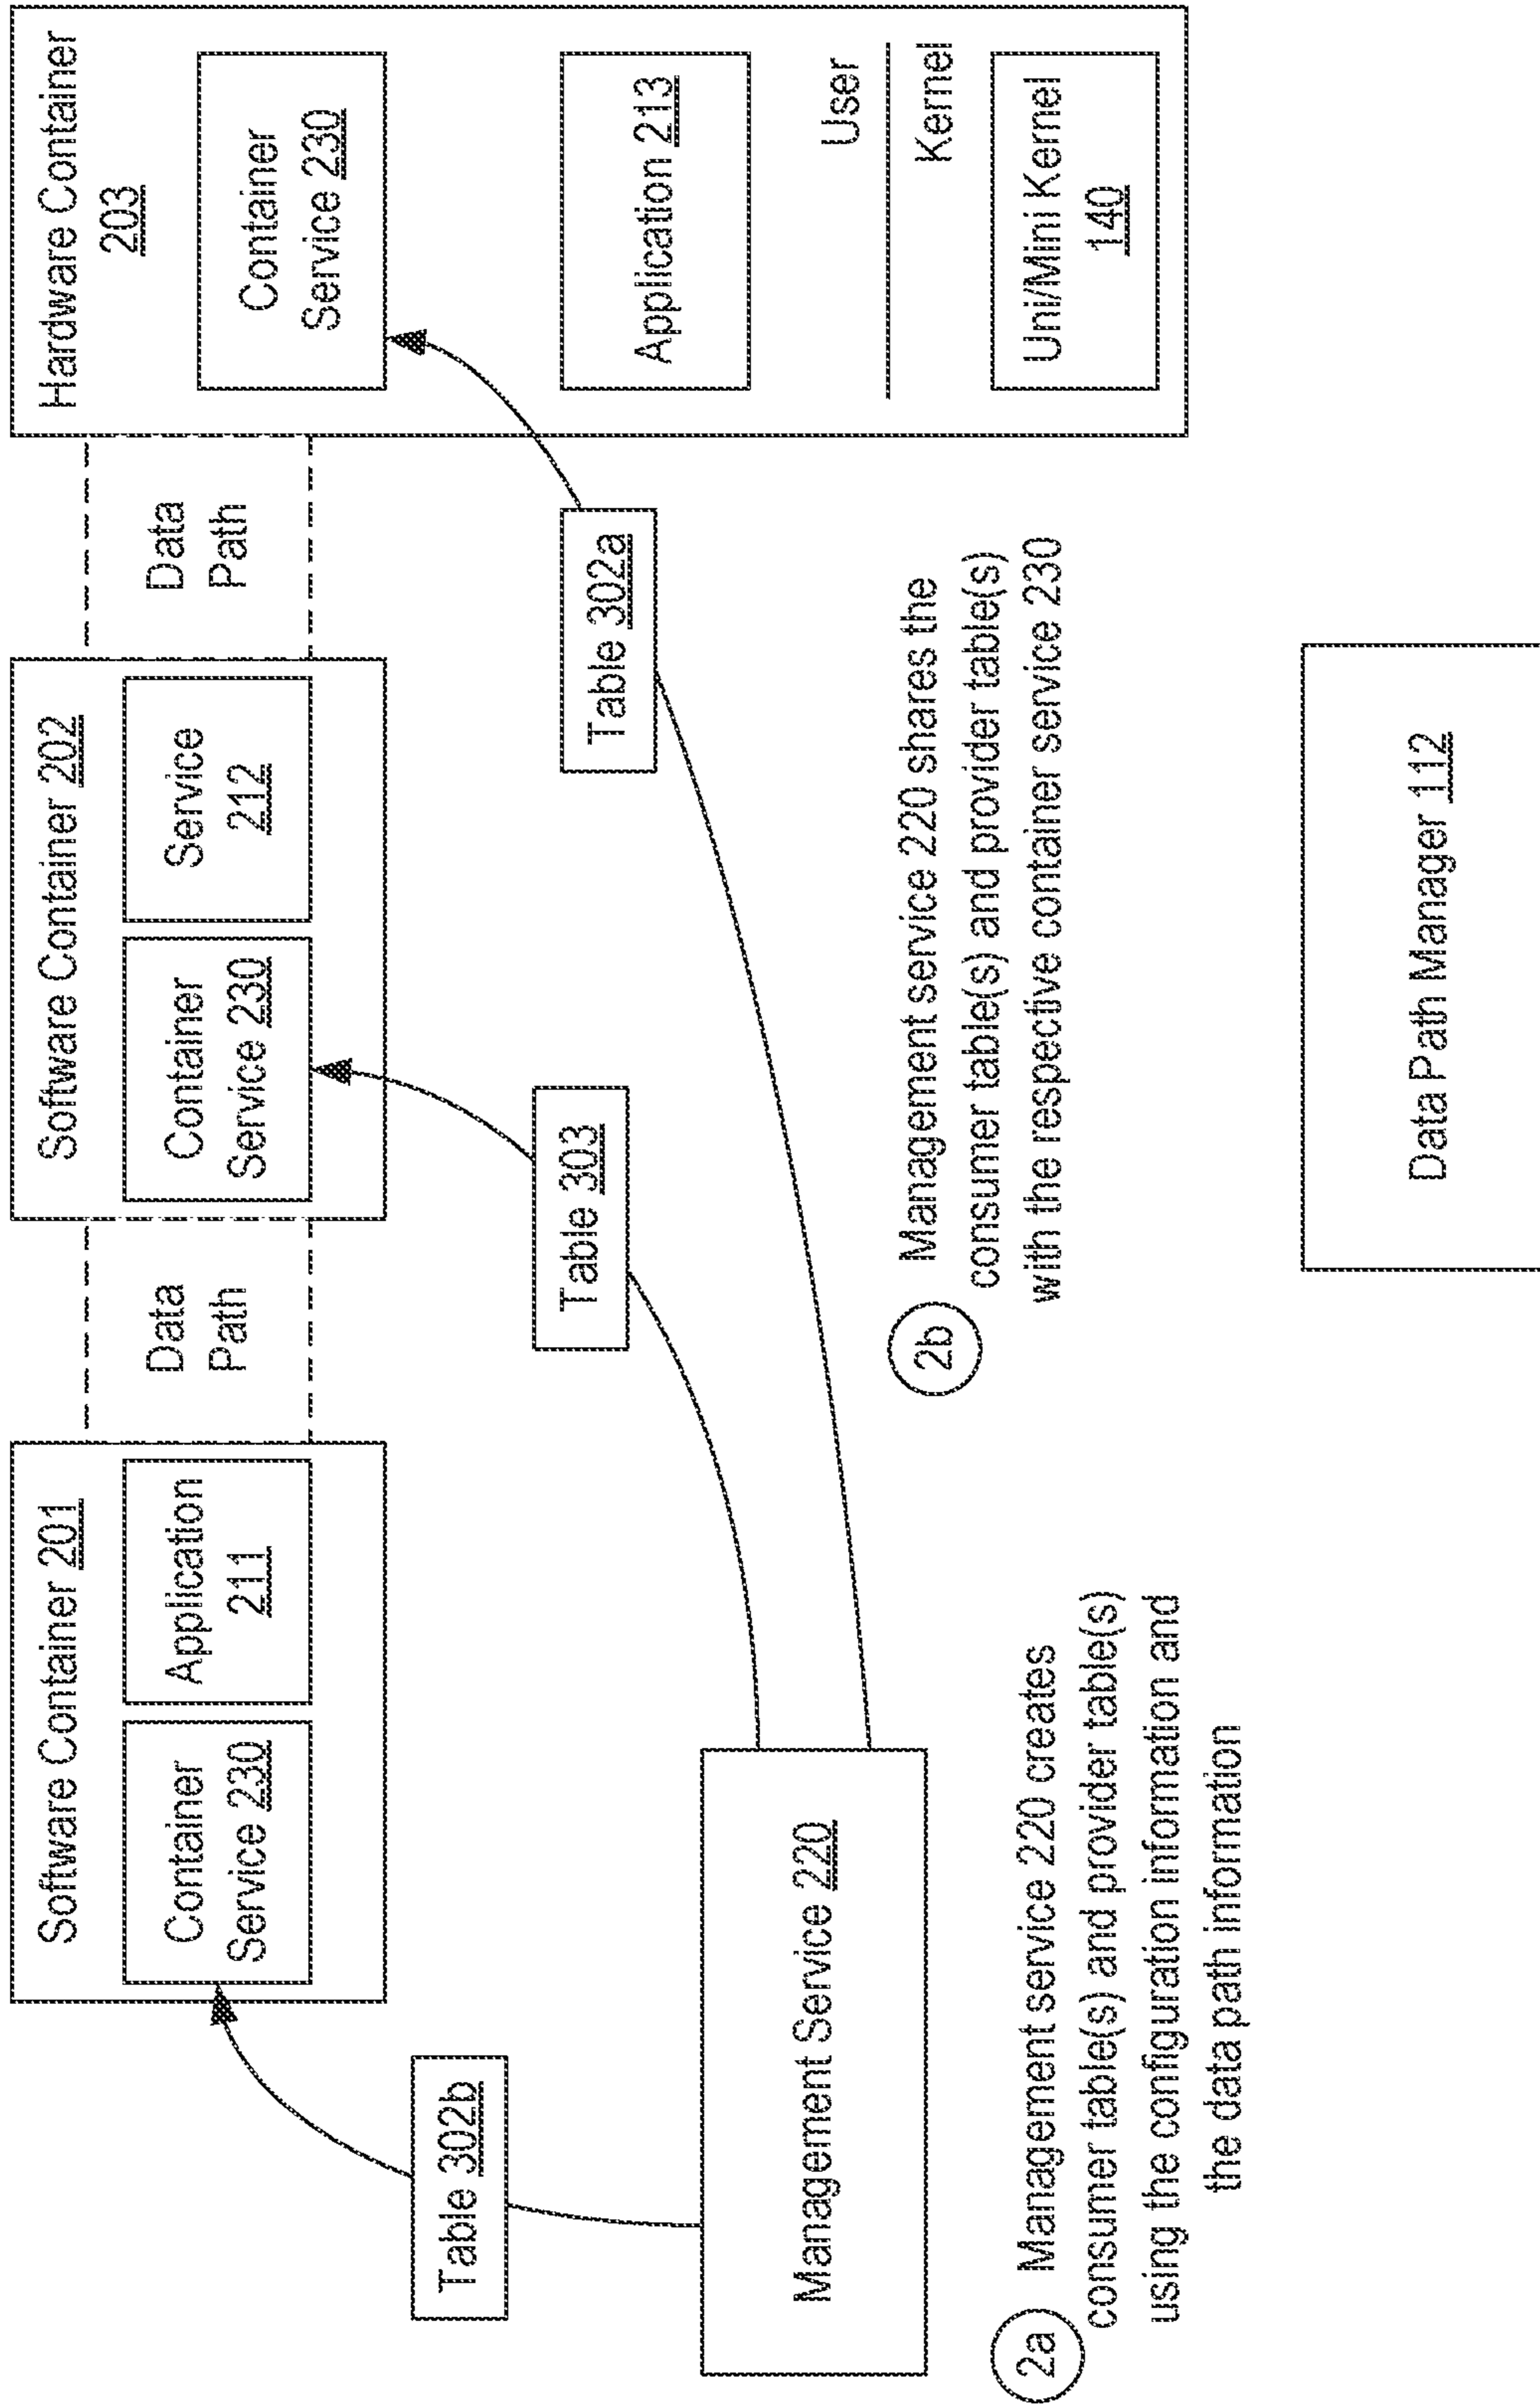 Software Container 201
Container
Service 230
Application
211
Data
Path
Software Container 202
Container
Service 230
Service
212
Data
Path
Hardware Container
203
Container
Service 230
Application 213
User
Kernel
Uni/Mini Kernel
140
Table 302b
Table 303
Table 302a
Management Service 220
2a
Management service 220 creates
consumer table(s) and provider table(s)
using the configuration information and
the data path information
2b
Management service 220 shares the
consumer table(s) and provider table(s)
with the respective container service 230
Data Path Manager 112